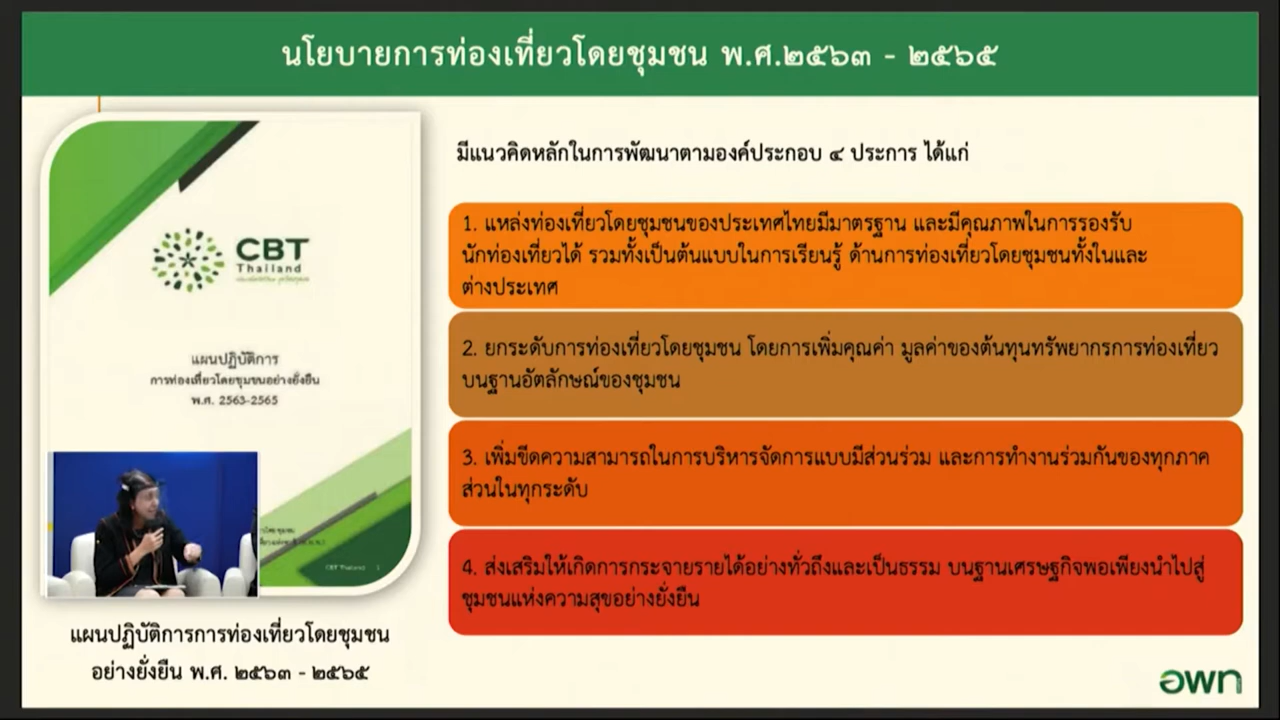 นโยบายการท่องเที่ยวโดยชุมชน พ.ศ.๒๕๖๓ - ๒๕๖๕
มีแนวคิดหลักในการพัฒนาตามองค์ประกอบ ๔ ประการ ได้แก่
1. แหล่งท่องเที่ยวโดยชุมชนของประเทศไทยมีมาตรฐาน และมีคุณภาพในการรองรับ
นักท่องเที่ยวได้ รวมทั้งเป็นต้นแบบในการเรียนรู้ ด้านการท่องเที่ยวโดยชุมชนทั้งในและ
ต่างประเทศ
2. ยกระดับการท่องเที่ยวโดยชุมชน โดยการเพิ่มคุณค่า มูลค่าของต้นทุนทรัพยากรการท่องเที่ยว
บนฐานอัตลักษณ์ของชุมชน
3. เพิ่มขีดความสามารถในการบริหารจัดการแบบมีส่วนร่วม และการทำงานร่วมกันของทุกภาค
ส่วนในทุกระดับ
4. ส่งเสริมให้เกิดการกระจายรายได้อย่างทั่วถึงและเป็นธรรม บนฐานเศรษฐกิจพอเพียงนำไปสู่
ชุมชนแห่งความสุขอย่างยั่งยืน
CBT
Thailand
แผนปฏิบัติการ
การท่องเที่ยวโดยชุมชนอย่างยั่งยืน
พ.ศ. 2563-2565
CBT Thailand 1
แผนปฏิบัติการการท่องเที่ยวโดยชุมชน
อย่างยั่งยืน พ.ศ. ๒๕๖๓ - ๒๕๖๕
อพท